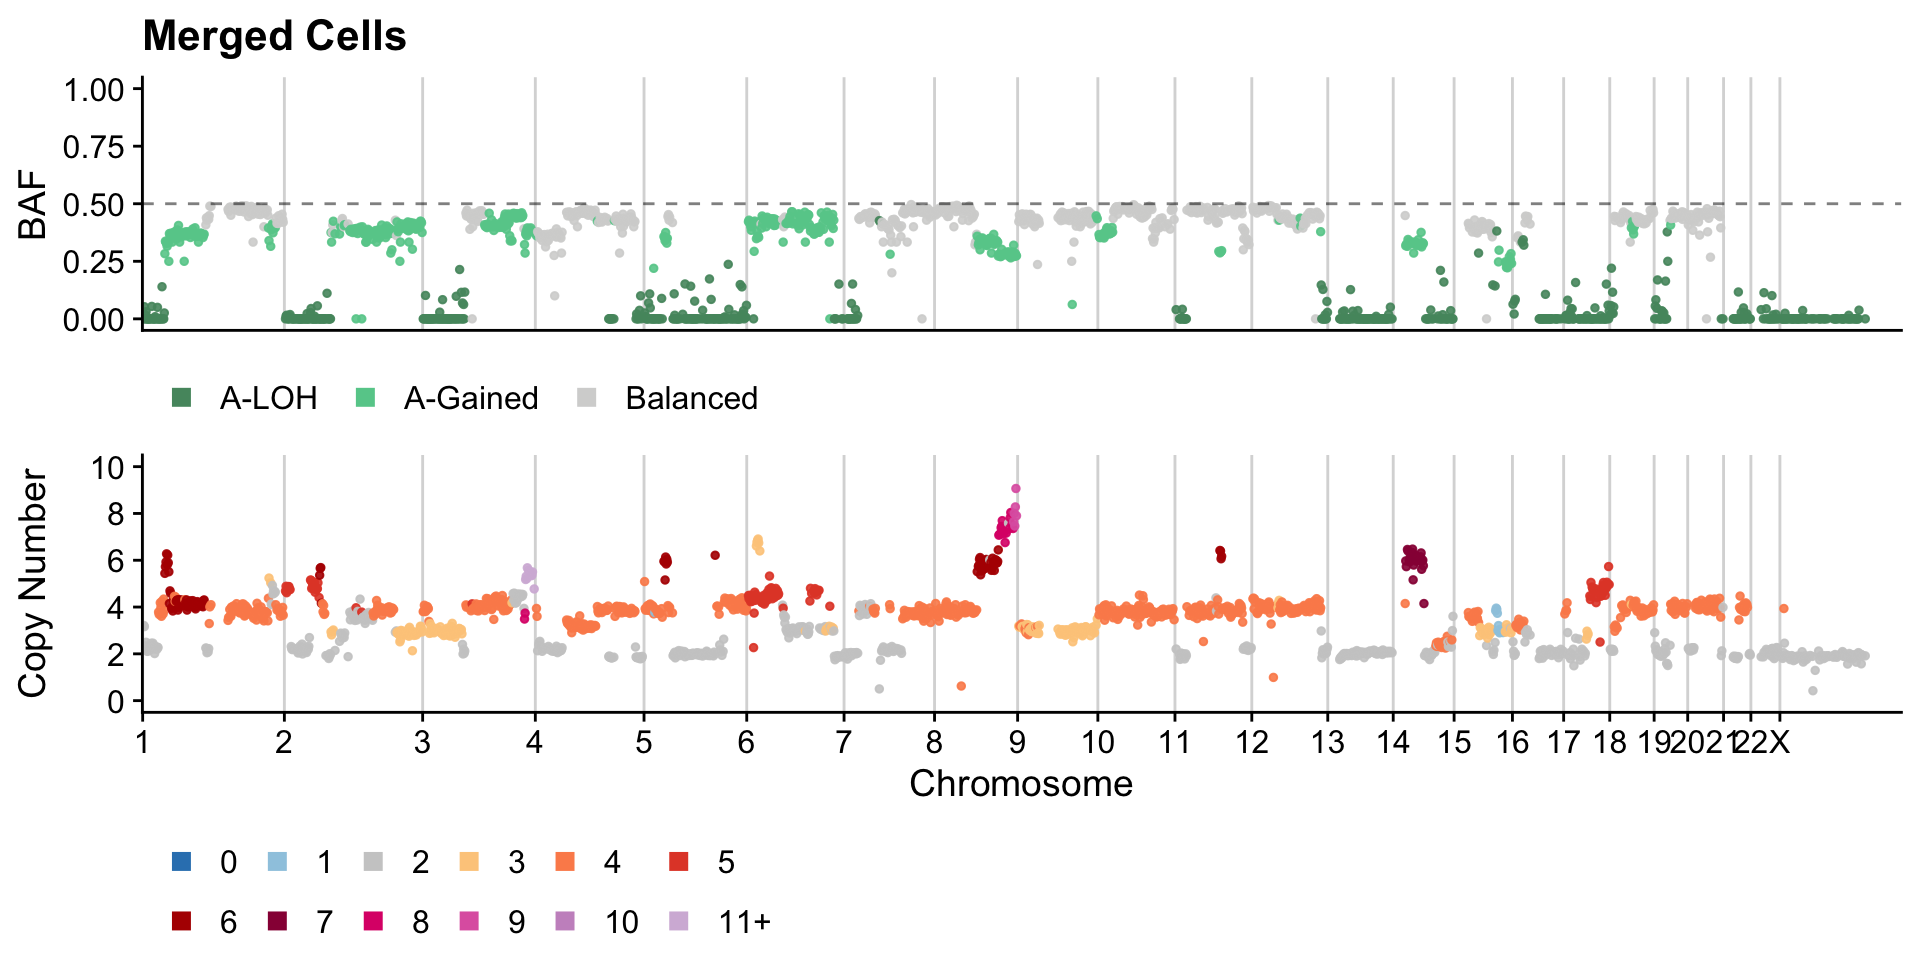 Merged Cells
BAF
1.00
0.75
0.50
0.25
0.00
A-LOH A-Gained Balanced
Copy Number
10
8
6
4
2
0
1 2 3 4 5 6 7 8 9 10 11 12 13 14 15 16 17 18 19 20 21 22 X
Chromosome
0 1 2 3 4 5
6 7 8 9 10 11+